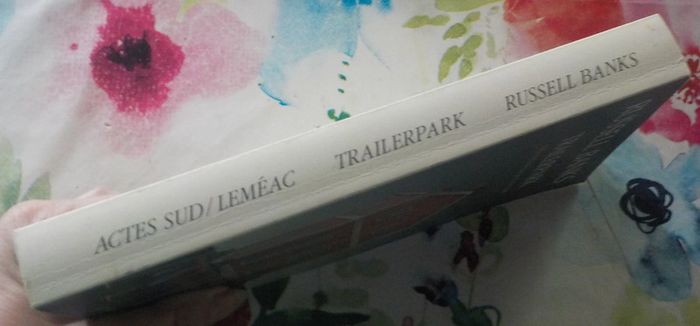 ACTES SUD / LEMÉAC TRAILERPARK RUSSELL BANKS